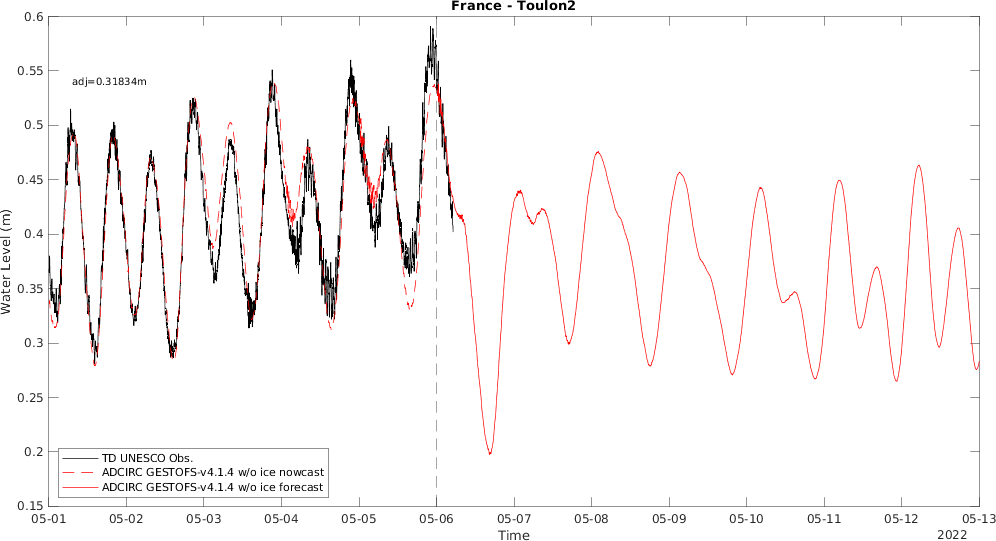 France - Toulon2
0.6
0.55
0.5
0.45
0.4
0.35
0.3
0.25
0.2
0.15
Water Level (m)
adj=0.31834m
TD UNESCO Obs.
ADCIRC GESTOFS-v4.1.4 w/o ice nowcast
ADCIRC GESTOFS-v4.1.4 w/o ice forecast
05-01 05-02 05-03 05-04 05-05 05-06 05-07 05-08 05-09 05-10 05-11 05-12 05-13
Time
2022